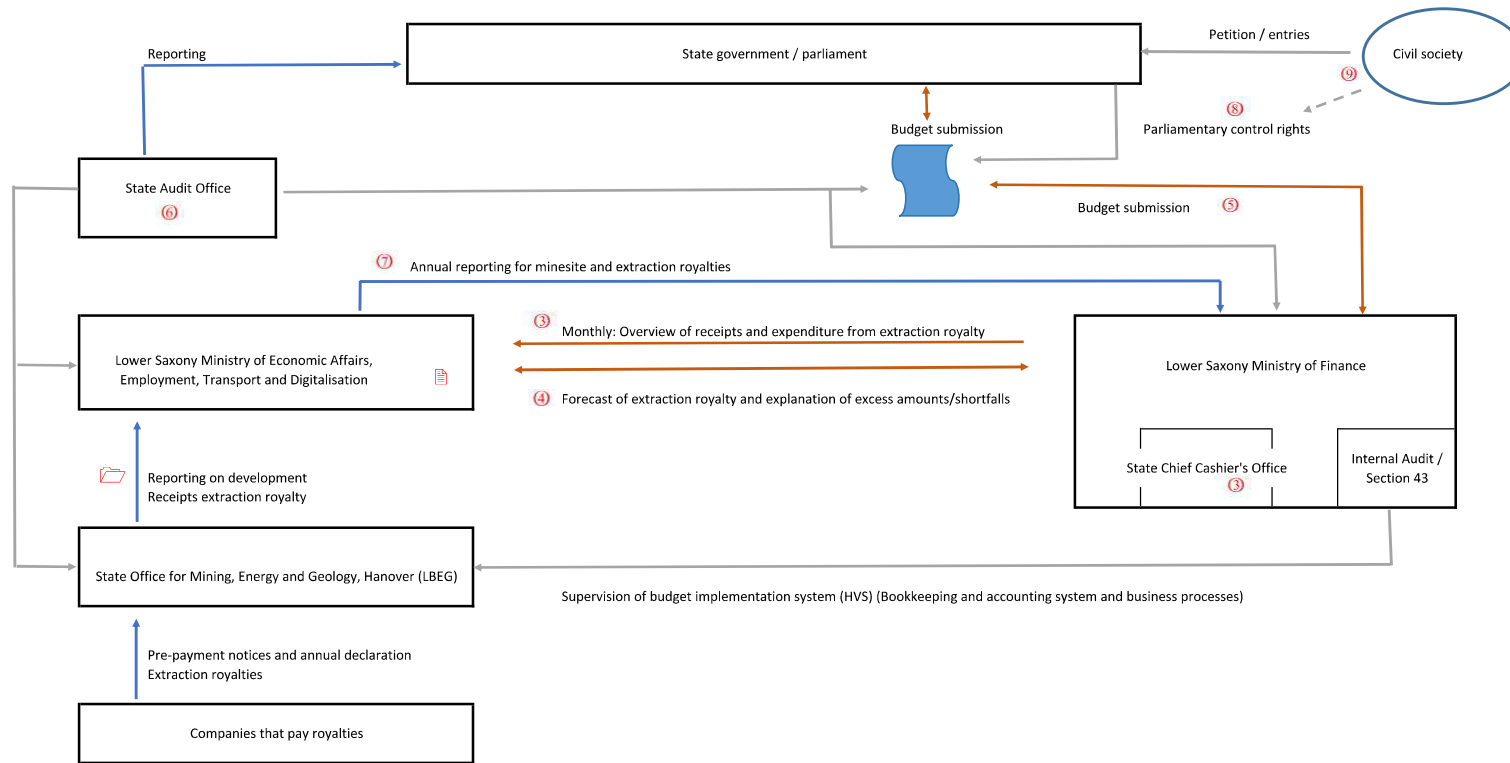 Reporting
State government / parliament
Petition / entries
Civil society
⑨
⑧
Budget submission
Parliamentary control rights
State Audit Office
⑥
Budget submission ⑤
⑦ Annual reporting for minesite and extraction royalties
③ Monthly: Overview of receipts and expenditure from extraction royalty
Lower Saxony Ministry of Economic Affairs,
Employment, Transport and Digitalisation
Lower Saxony Ministry of Finance
④ Forecast of extraction royalty and explanation of excess amounts/shortfalls
State Chief Cashier's Office
③
Internal Audit /
Section 43
Reporting on development
Receipts extraction royalty
State Office for Mining, Energy and Geology, Hanover (LBEG)
Supervision of budget implementation system (HVS) (Bookkeeping and accounting system and business processes)
Pre-payment notices and annual declaration
Extraction royalties
Companies that pay royalties